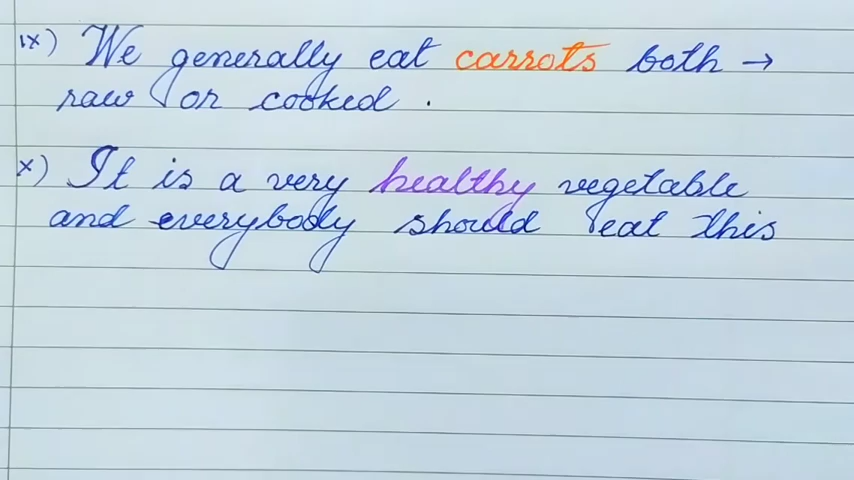 ix) We generally eat carrots both →
raw or cooked .
x) It is a very healthy vegetable
and everybody should eat this